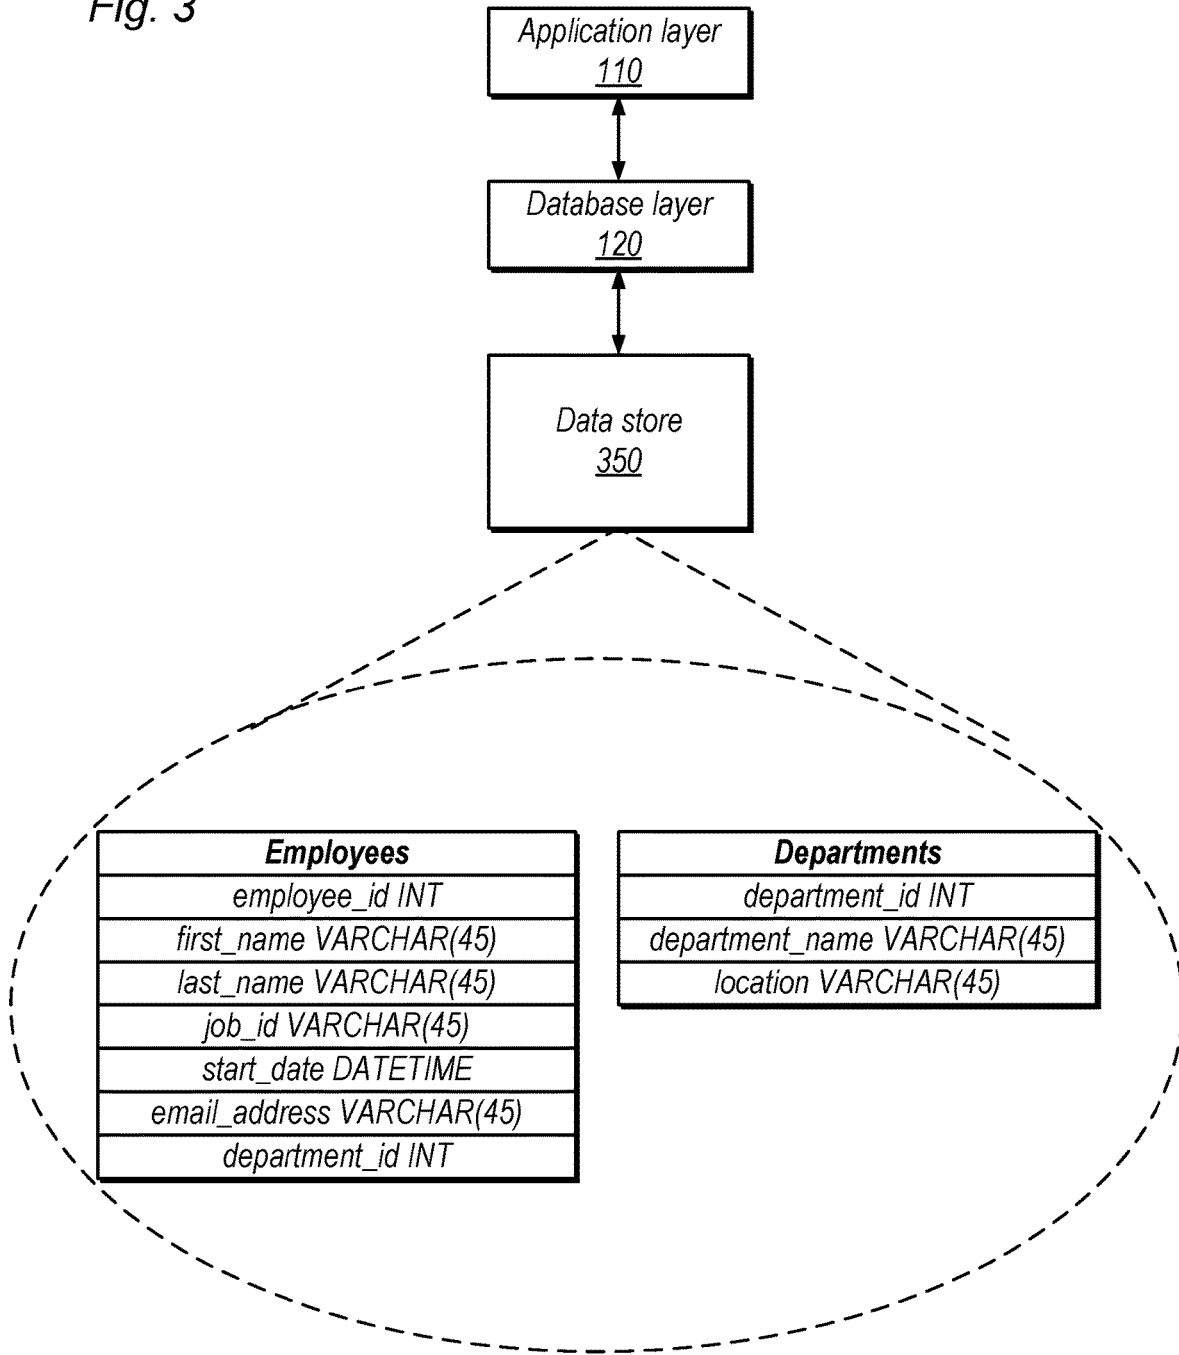 Fig. 3
Application layer
110
Database layer
120
Data store
350
Employees
employee_id INT
first_name VARCHAR(45)
last_name VARCHAR(45)
job_id VARCHAR(45)
start_date DATETIME
email_address VARCHAR(45)
department_id INT
Departments
department_id INT
department_name VARCHAR(45)
location VARCHAR(45)